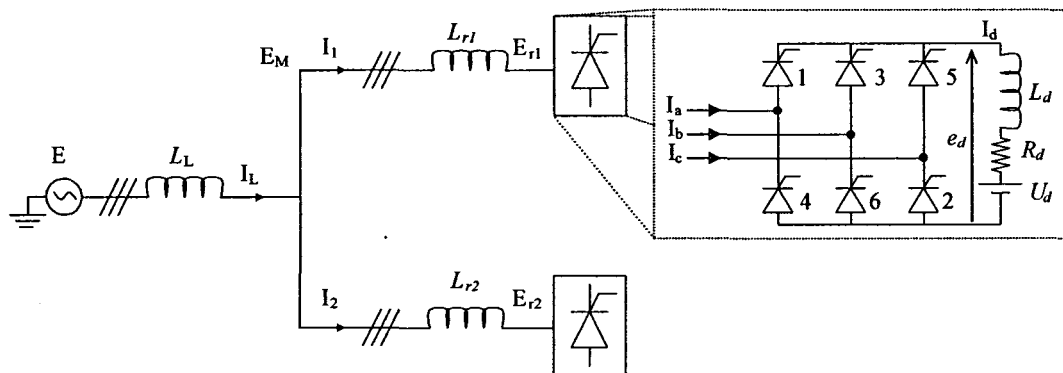 E
L_L
I_L
E_M
I_1
L_r1
E_r1
I_2
L_r2
E_r2
I_a
I_b
I_c
1
3
5
4
6
2
e_d
I_d
L_d
R_d
U_d